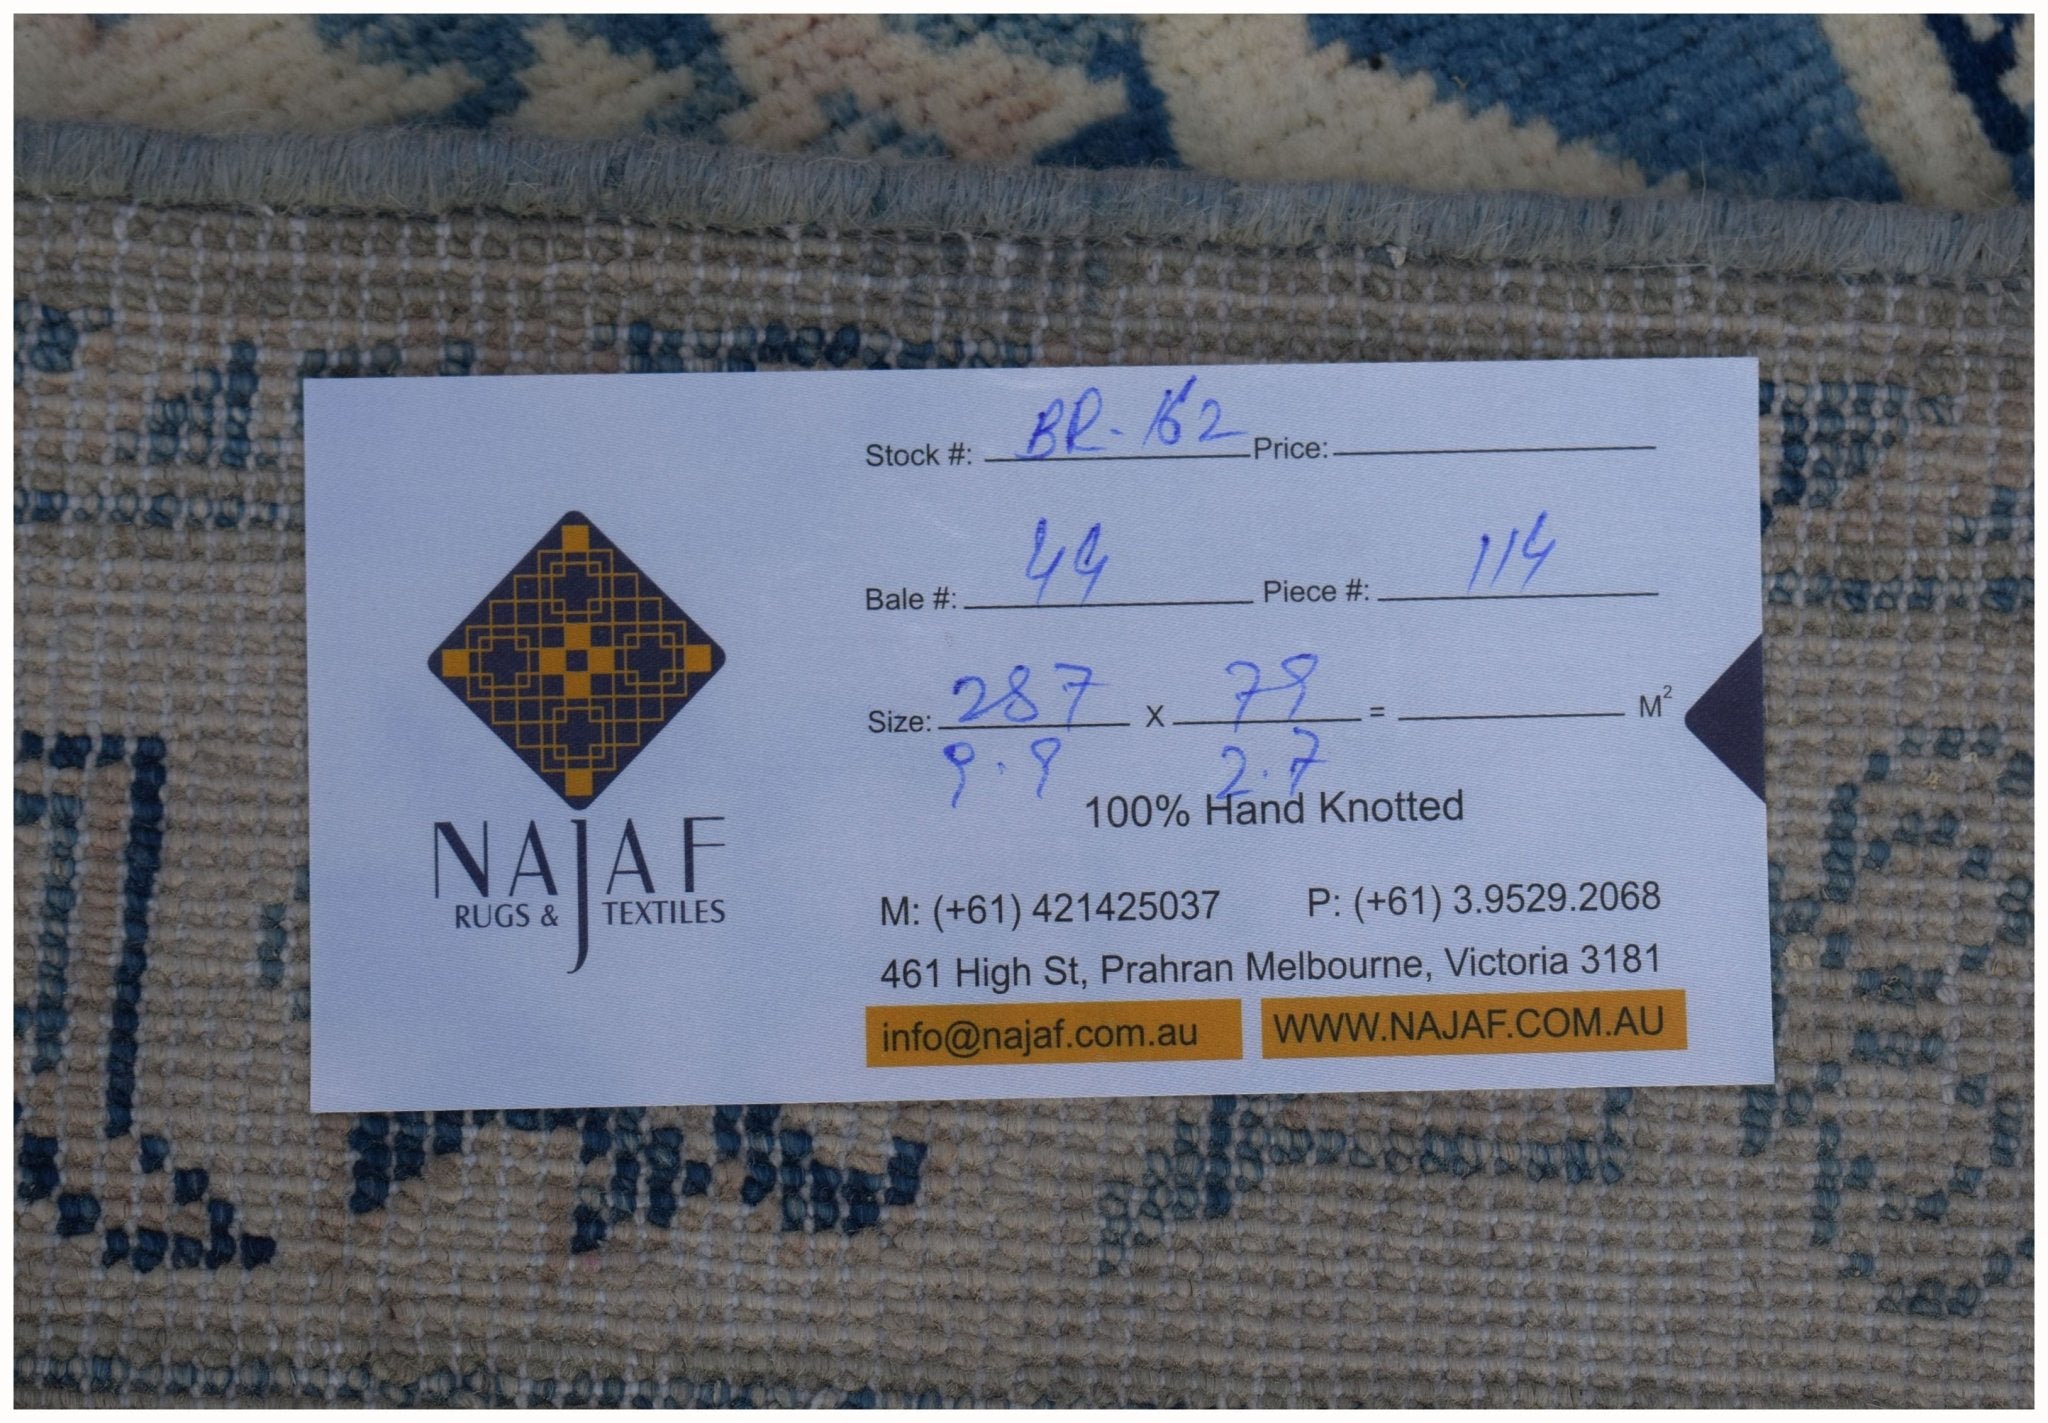 NAJAF
RUGS & TEXTILES
Stock #: BR-162 Price:
Bale #: 44 Piece #: 114
Size: 287 X 79 = M²
9.9 2.7
100% Hand Knotted
M: (+61) 421425037 P: (+61) 3.9529.2068
461 High St, Prahran Melbourne, Victoria 3181
info@najaf.com.au WWW.NAJAF.COM.AU